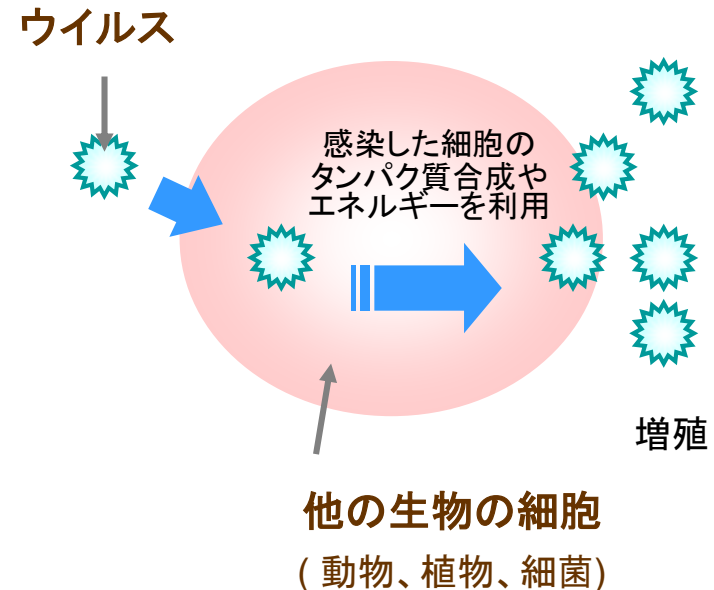 ウイルス
感染した細胞の
タンパク質合成や
エネルギーを利用
増殖
他の生物の細胞
( 動物、植物、細菌)